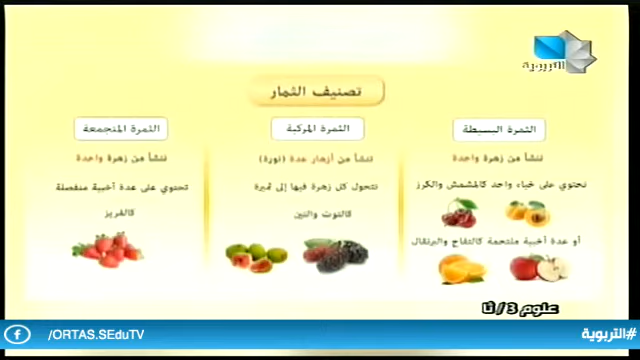 التربوية
تصنيف الثمار
الثمرة البسيطة
تنشأ من زهرة واحدة
تحتوي على خباء واحد كالمشمش والكرز
أو عدة أخبية ملتحمة كالتفاح والبرتقال
الثمرة المركبة
تنشأ من أزهار عدة (نورة)
تتحول كل زهرة فيها إلى ثميرة
كالتوت والتين
الثمرة المتجمعة
تنشأ من زهرة واحدة
تحتوي على عدة أخبية منفصلة
كالفريز
علوم 3/ثا
#التربوية
/ORTAS.SEduTV